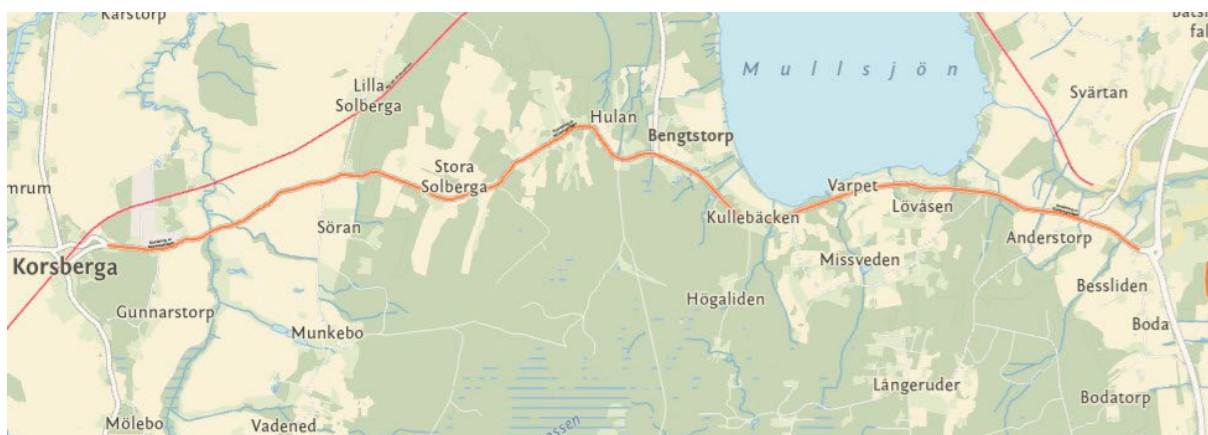 Karstorp
Mullsjön
Svärtan
Lilla
Solberga
Hulan
Bengtstorp
Stora
Solberga
Varpet
Lövåsen
Kullebäcken
Söran
Anderstorp
Korsberga
Missveden
Bessliden
Högaliden
Gunnarstorp
Boda
Munkebo
Långeruder
Bodatorp
Mölebo
Vadened